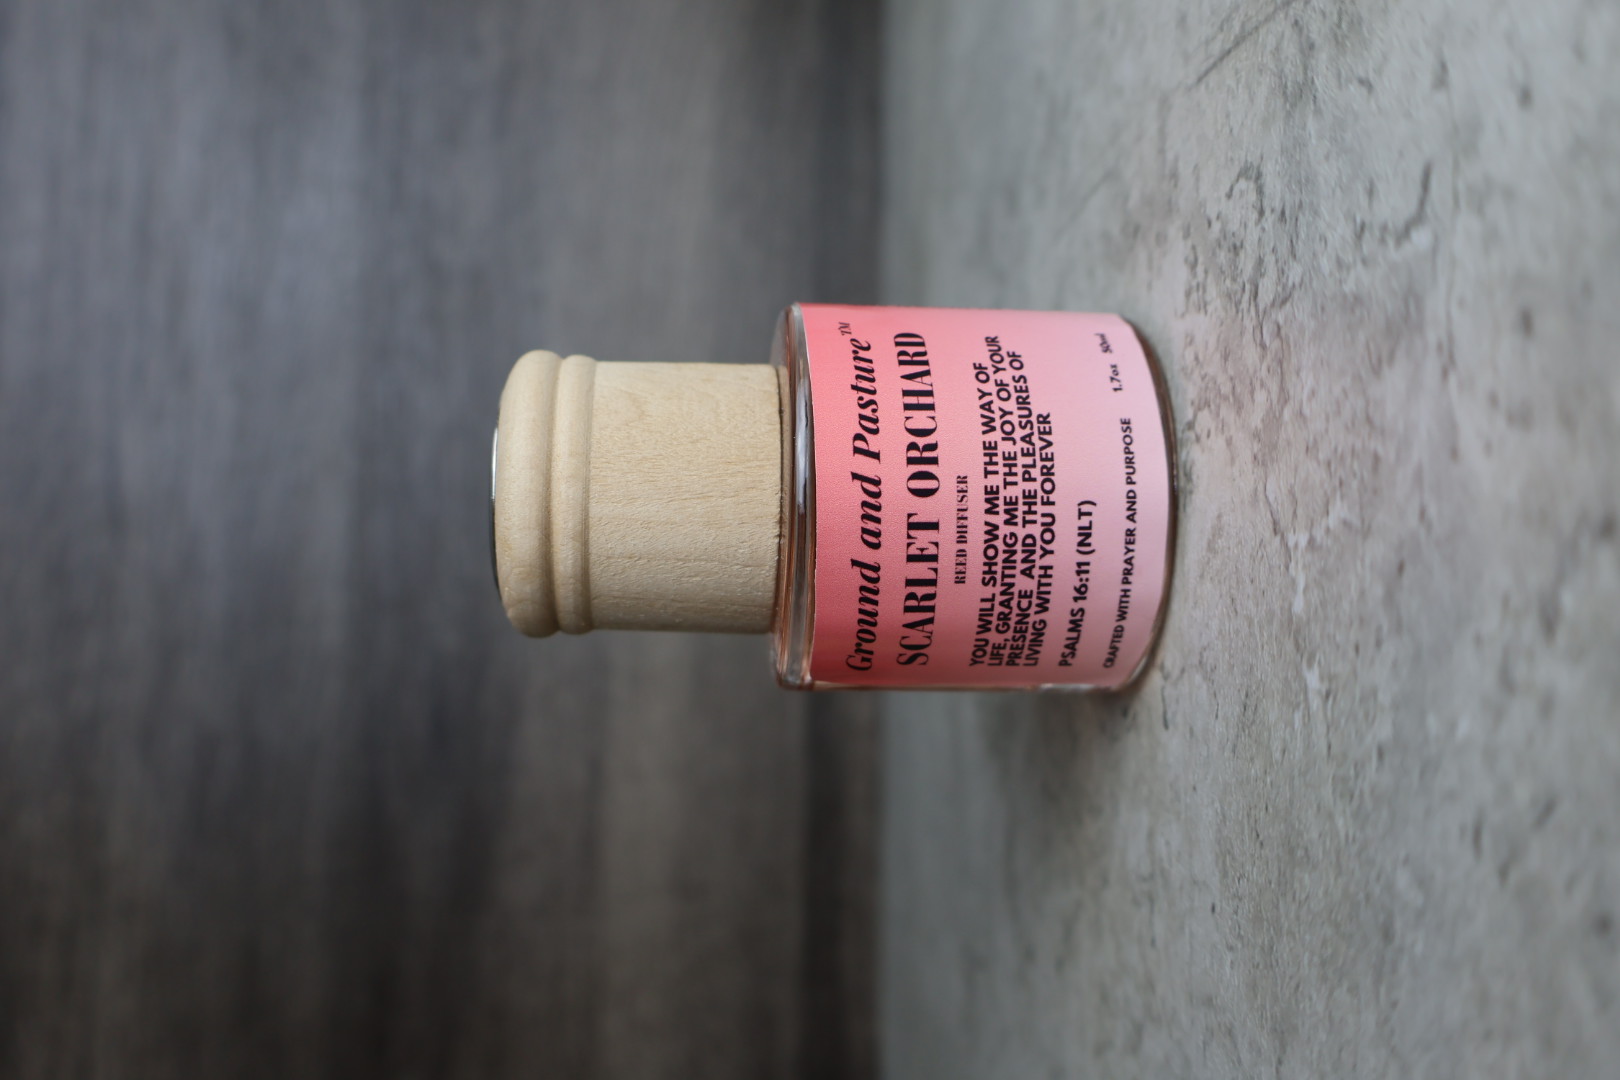 Ground and Pasture™
SCARLET ORCHARD
REED DIFFUSER
YOU WILL SHOW ME THE WAY OF
LIFE, GRANTING ME THE JOY OF YOUR
PRESENCE AND THE PLEASURES OF
LIVING WITH YOU FOREVER
PSALMS 16:11 (NLT)
CRAFTED WITH PRAYER AND PURPOSE 1.7oz 50ml